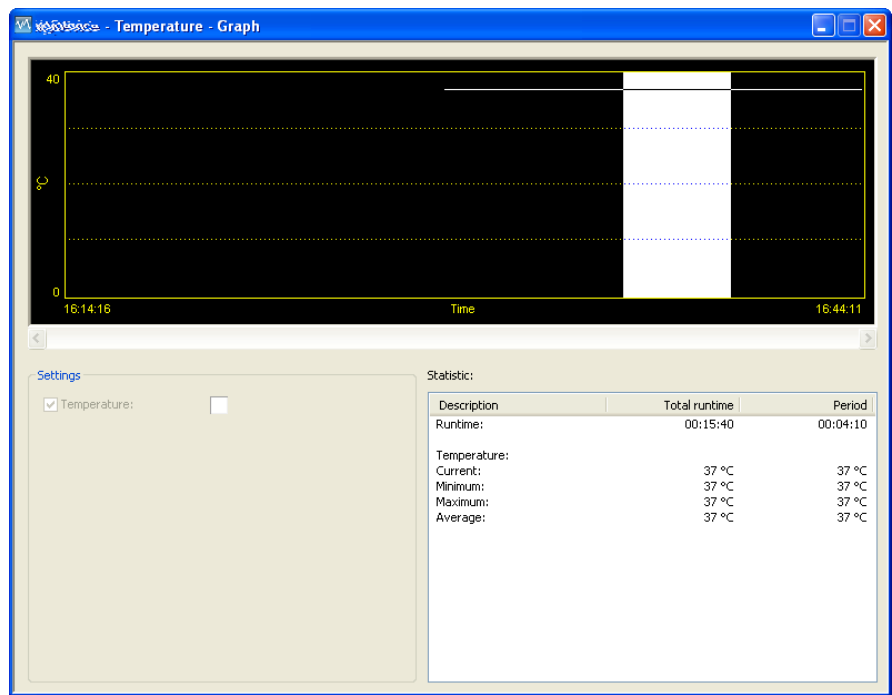 - Temperature - Graph
40
°C
0
16:14:16 Time 16:44:11
Settings
Temperature:
Statistic:
Description Total runtime Period
Runtime: 00:15:40 00:04:10
Temperature:
Current: 37 °C 37 °C
Minimum: 37 °C 37 °C
Maximum: 37 °C 37 °C
Average: 37 °C 37 °C